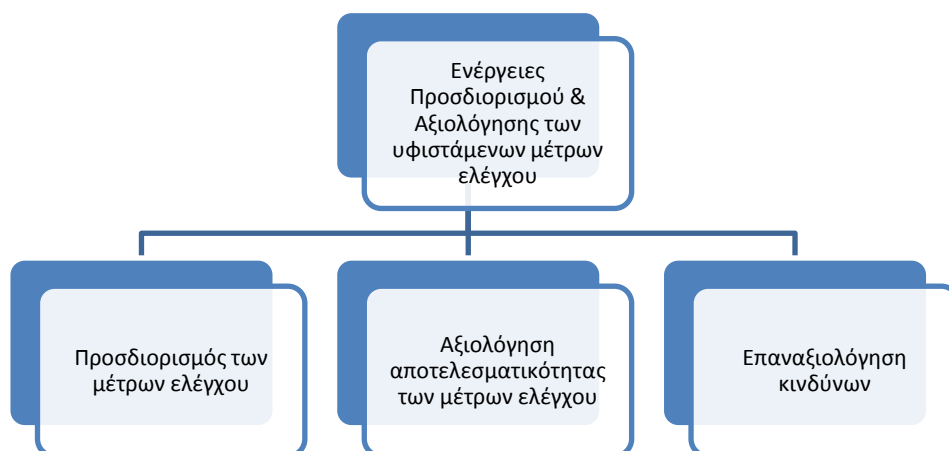 Ενέργειες
Προσδιορισμού &
Αξιολόγησης των
υφιστάμενων μέτρων
ελέγχου
Προσδιορισμός των
μέτρων ελέγχου
Αξιολόγηση
αποτελεσματικότητας
των μέτρων ελέγχου
Επαναξιολόγηση
κινδύνων